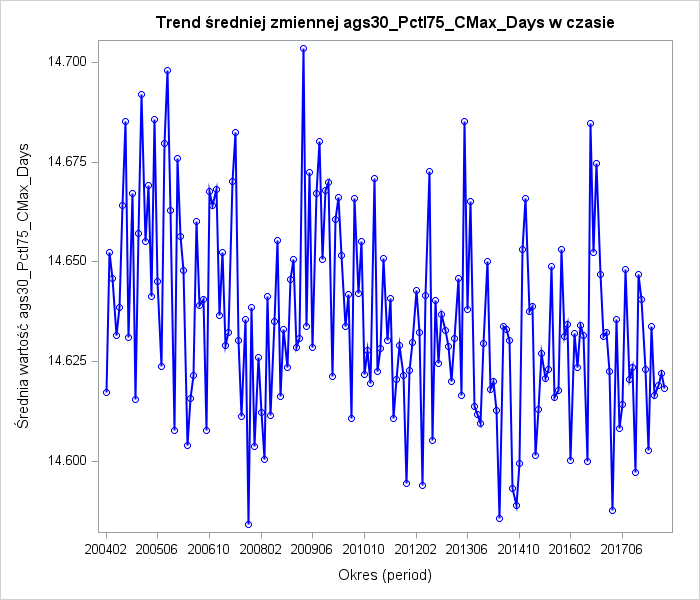 Trend średniej zmiennej ags30_Pctl75_CMax_Days w czasie
Średnia wartość ags30_Pctl75_CMax_Days
14.700
14.675
14.650
14.625
14.600
200402 200506 200610 200802 200906 201010 201202 201306 201410 201602 201706
Okres (period)